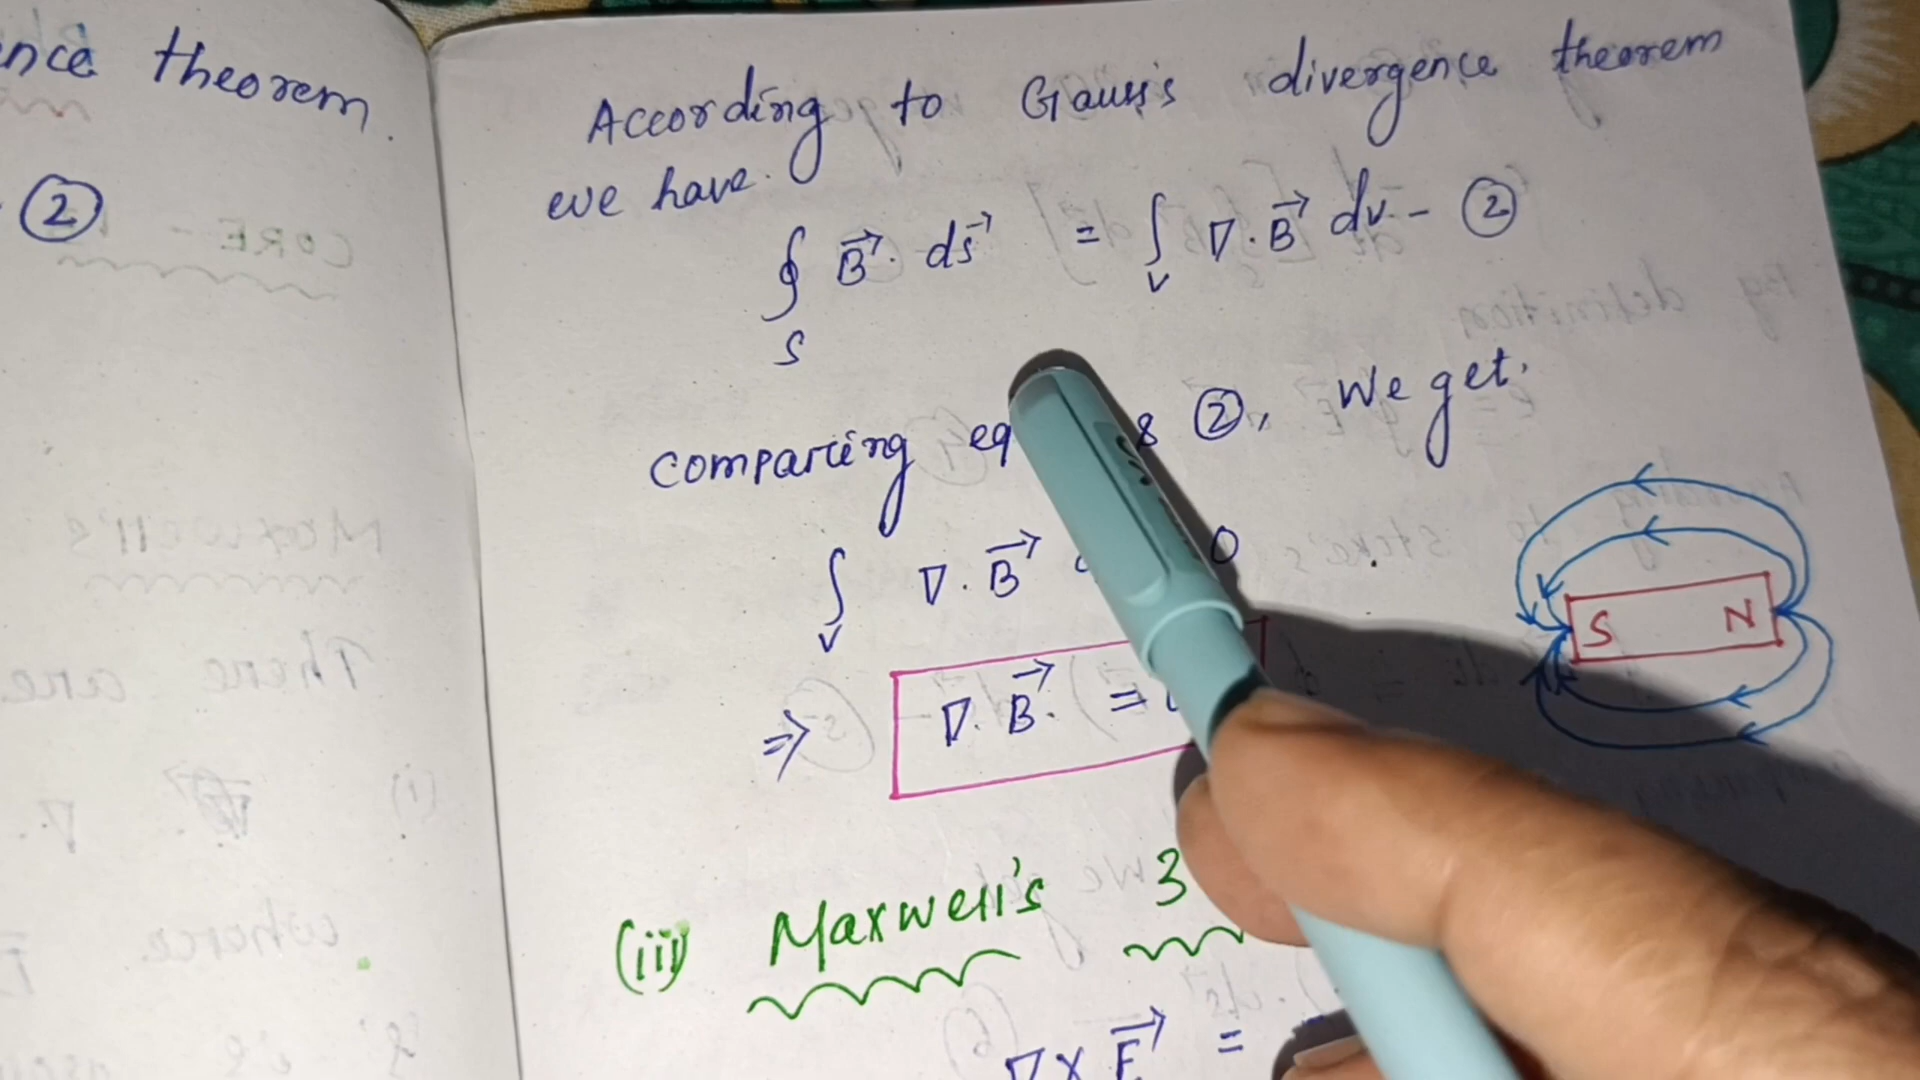 nce theorem.
②
According to Gauss's divergence theorem
we have.
∮ B⃗. ds⃗ = ∫ ∇. B⃗ dv - ②
S V
comparing eq & ②, We get.
∫ ∇. B⃗ 0
V
⇒ ∇. B⃗. =
S N
(iii) Maxwell's 3
∇ x E⃗ =